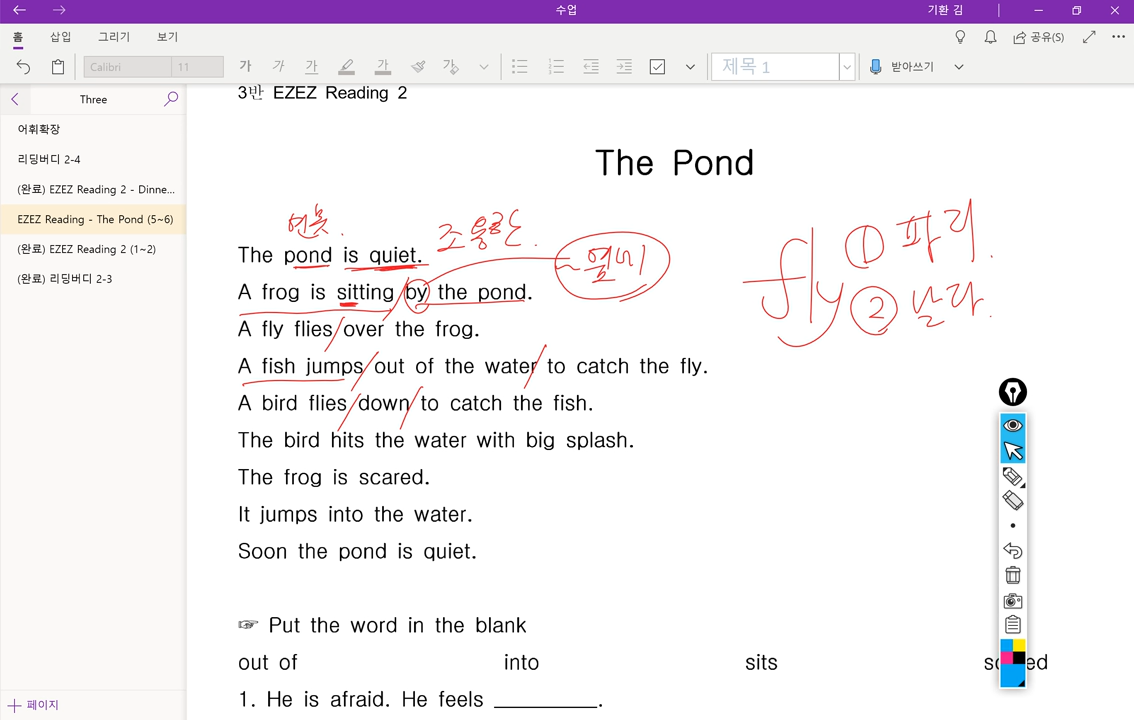 수업
기환 김
홈 삽입 그리기 보기
공유(S)
Calibri 11 가 가 가 가 가 제목 1 받아쓰기
Three
어휘확장
리딩버디 2-4
(완료) EZEZ Reading 2 - Dinne...
EZEZ Reading - The Pond (5~6)
(완료) EZEZ Reading 2 (1~2)
(완료) 리딩버디 2-3
페이지
3반 EZEZ Reading 2
The Pond
연못.
조용한.
The pond is quiet.
옆에
A frog is sitting by the pond.
fly ① 파리.
② 날다.
A fly flies over the frog.
A fish jumps out of the water to catch the fly.
A bird flies down to catch the fish.
The bird hits the water with big splash.
The frog is scared.
It jumps into the water.
Soon the pond is quiet.
☞ Put the word in the blank
out of into sits
1. He is afraid. He feels __________.